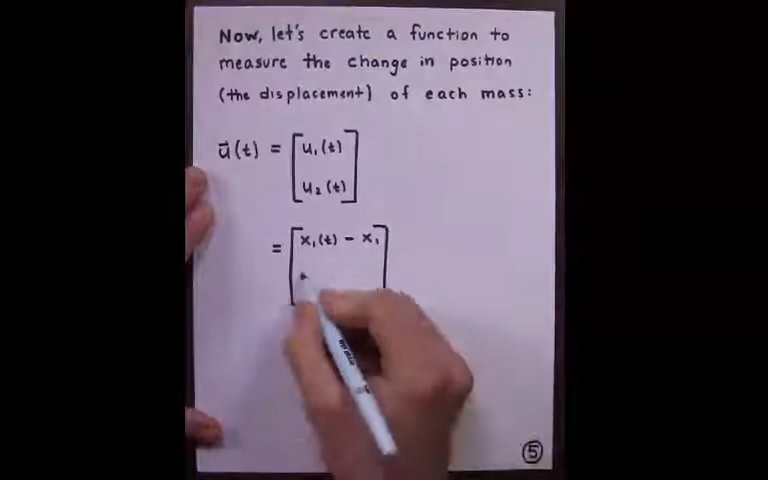 Now, let's create a function to
measure the change in position
(the displacement) of each mass:
u⃗(t) = [u₁(t)
u₂(t)]
= [x₁(t) - x₁
⑤